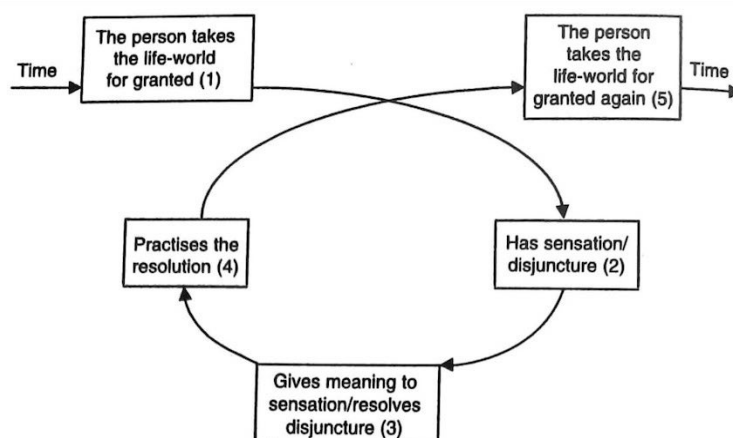 Time
The person takes
the life-world
for granted (1)
The person
takes the
life-world for
granted again (5)
Time
Practises the
resolution (4)
Has sensation/
disjuncture (2)
Gives meaning to
sensation/resolves
disjuncture (3)